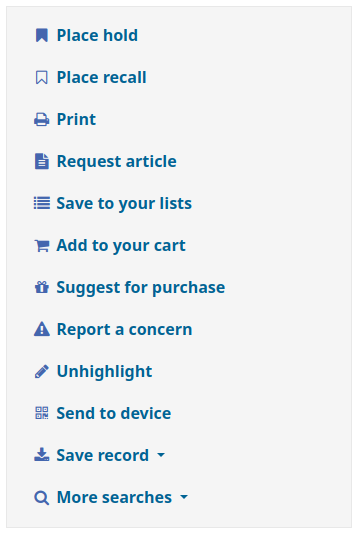 Place hold
Place recall
Print
Request article
Save to your lists
Add to your cart
Suggest for purchase
Report a concern
Unhighlight
Send to device
Save record
More searches